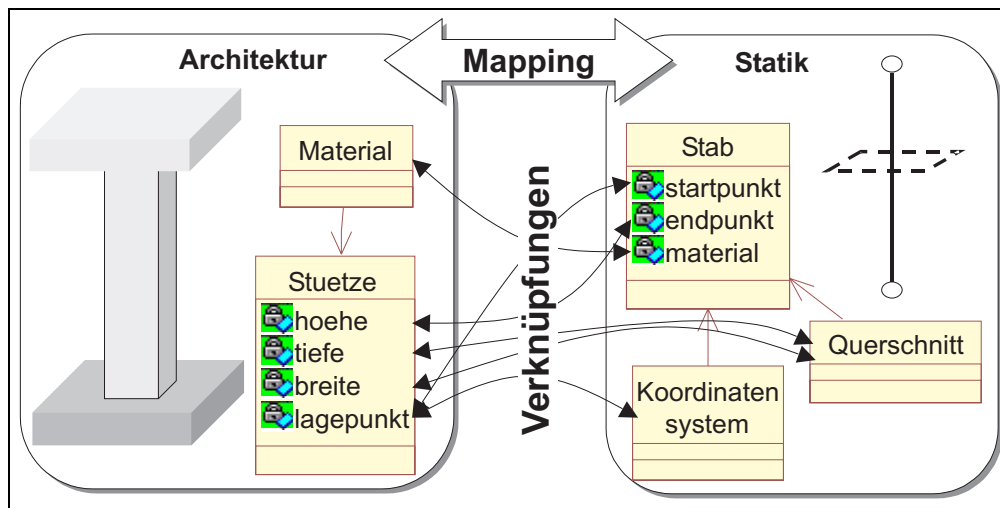 Architektur
Mapping
Statik
Material
Stuetze
hoehe
tiefe
breite
lagepunkt
Verknüpfungen
Stab
startpunkt
endpunkt
material
Querschnitt
Koordinaten
system